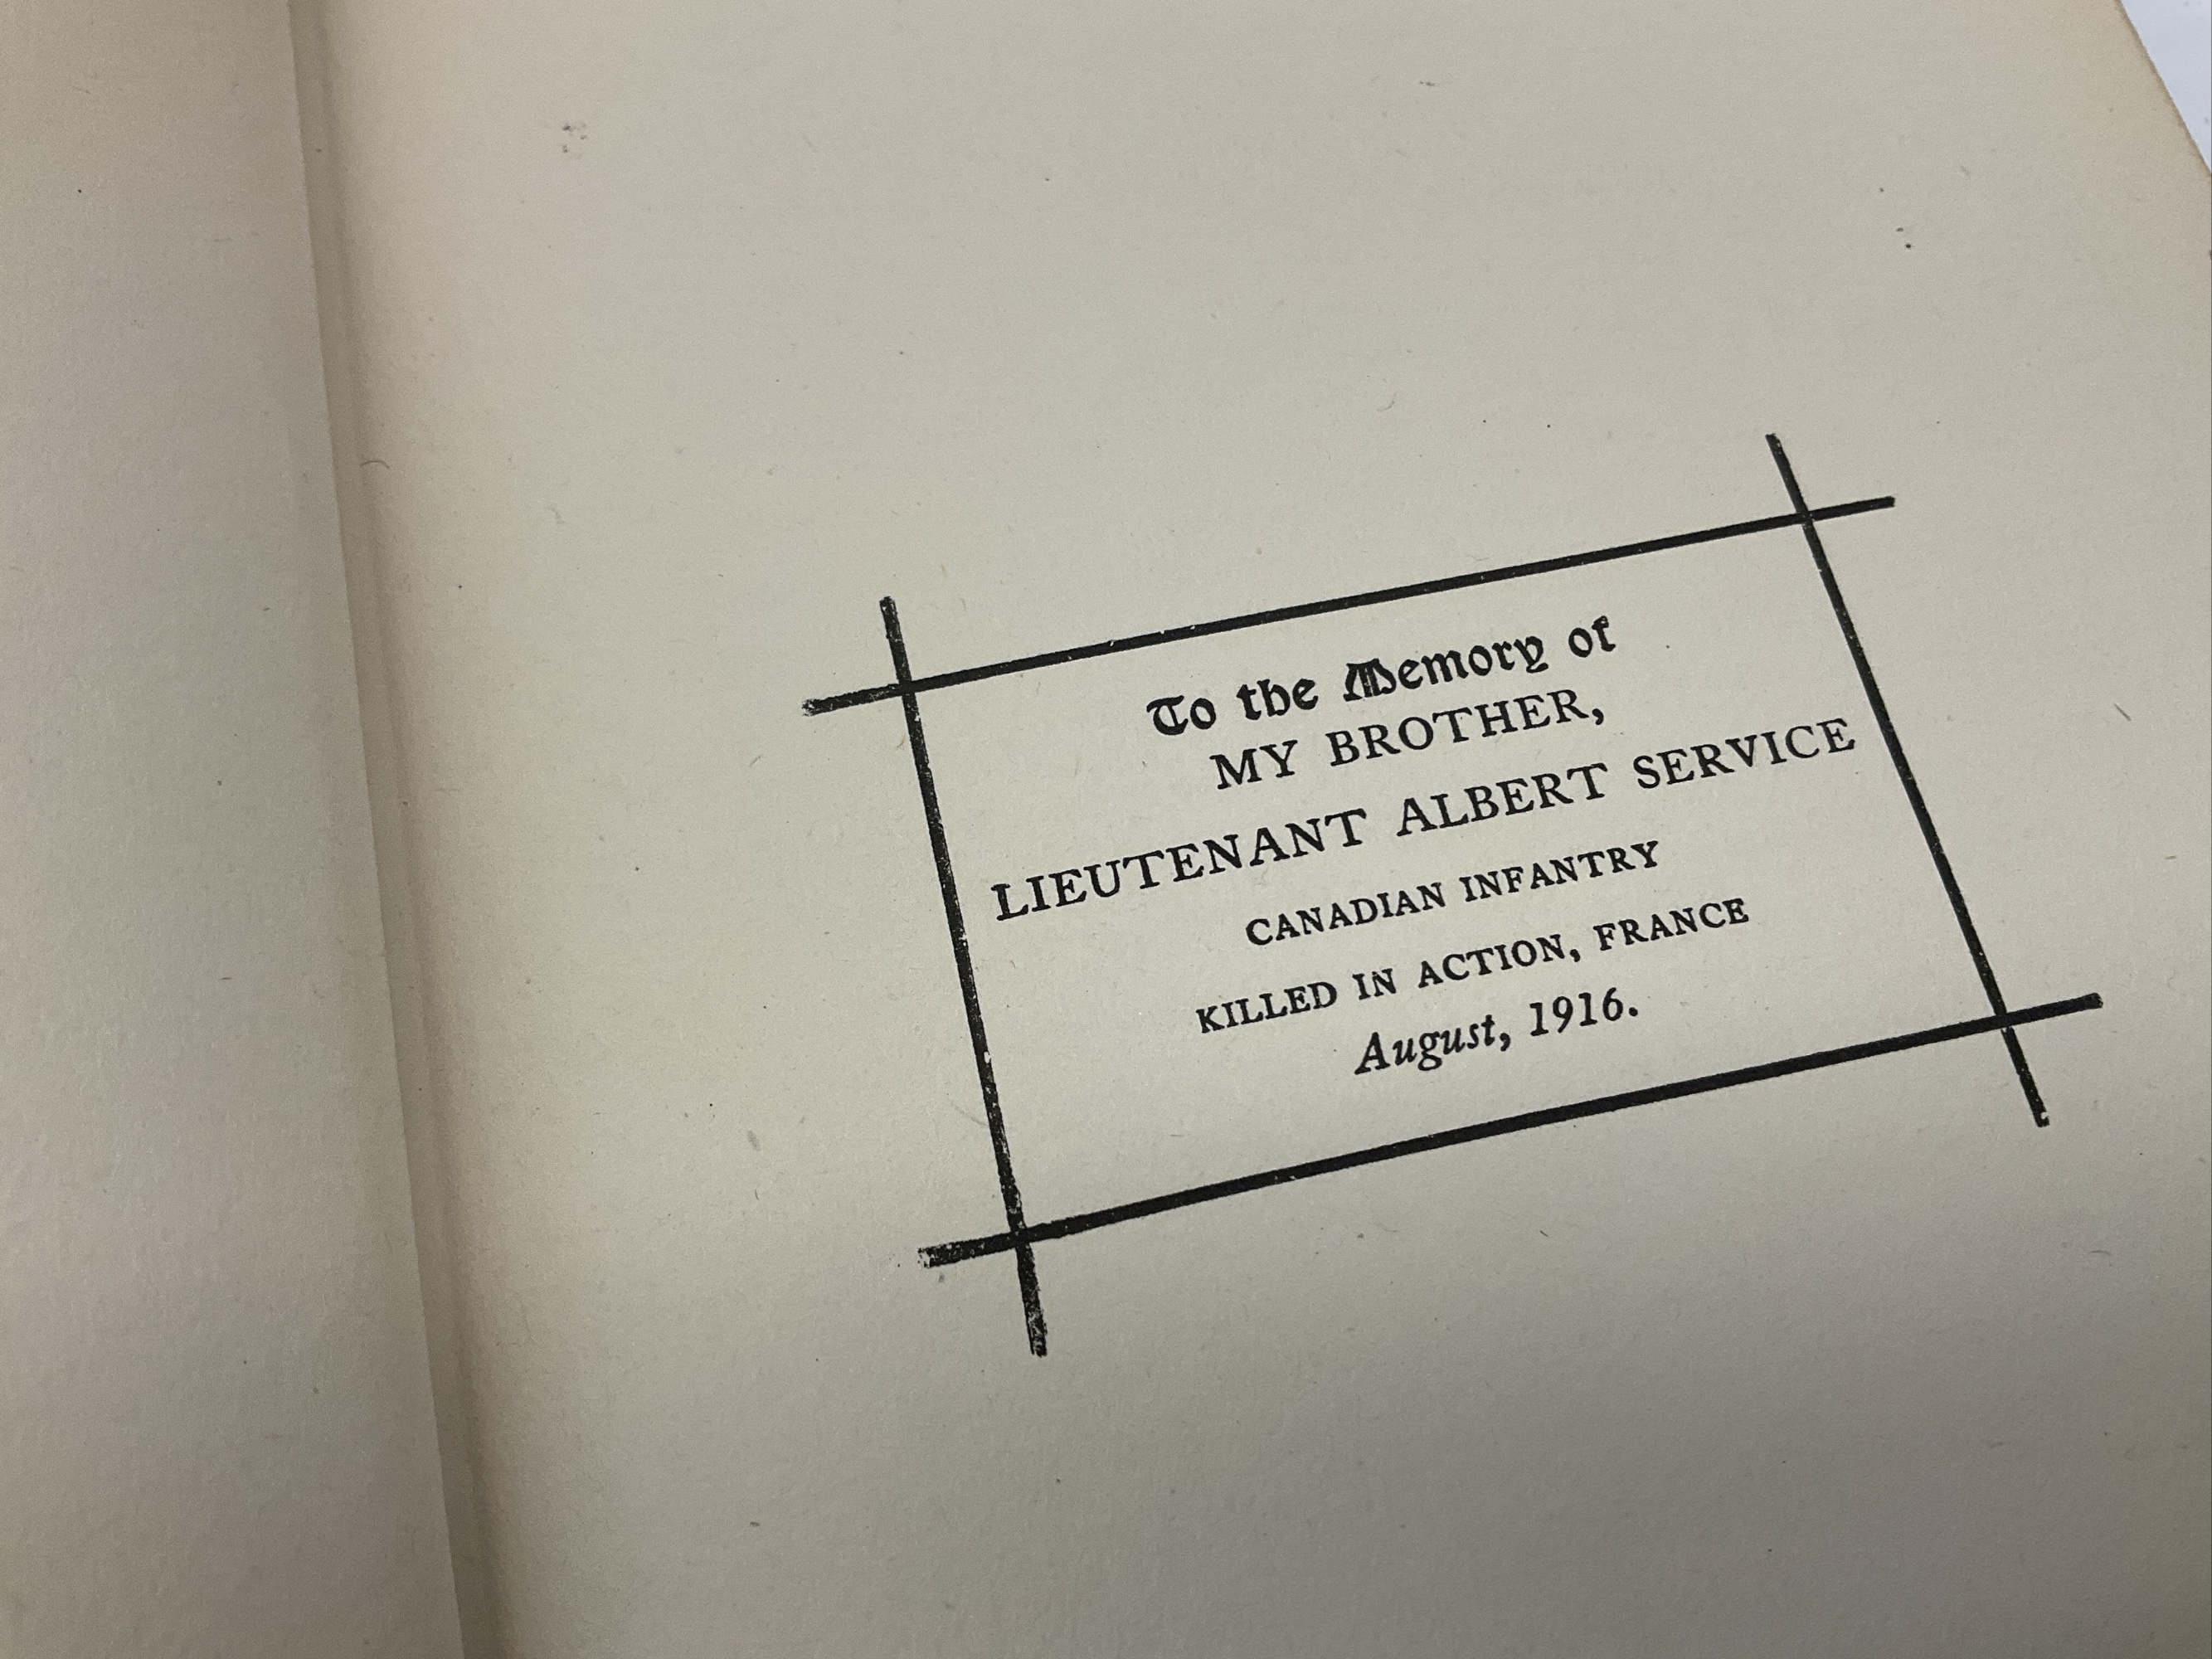 To the Memory of
MY BROTHER,
LIEUTENANT ALBERT SERVICE
CANADIAN INFANTRY
KILLED IN ACTION, FRANCE
August, 1916.